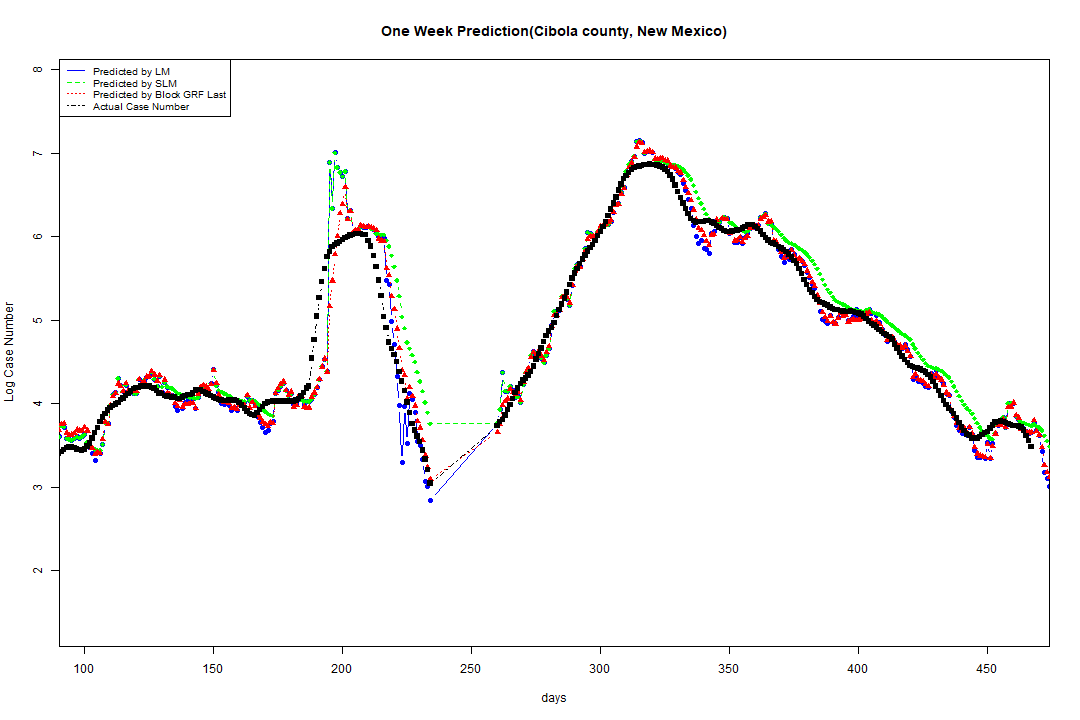 One Week Prediction(Cibola county, New Mexico)
Predicted by LM
Predicted by SLM
Predicted by Block GRF Last
Actual Case Number
Log Case Number
8
7
6
5
4
3
2
100 150 200 250 300 350 400 450
days